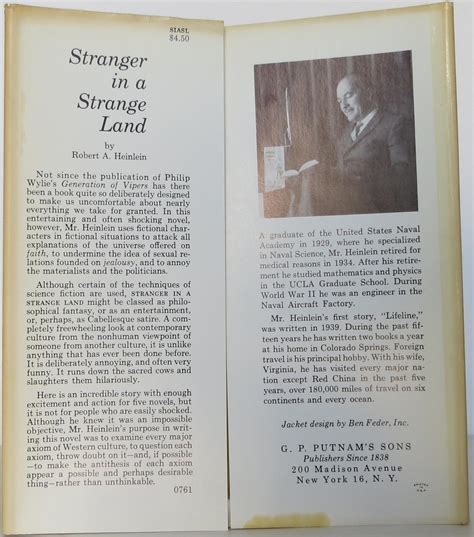 SIASL
$4.50
Stranger
in a
Strange
Land
by
Robert A. Heinlein
Not since the publication of Philip
Wylie's Generation of Vipers has there
been a book quite so deliberately designed
to make us uncomfortable about nearly
everything we take for granted. In this
entertaining and often shocking novel,
however, Mr. Heinlein uses fictional char-
acters in fictional situations to attack all
explanations of the universe offered on
faith, to undermine the idea of sexual re-
lations founded on jealousy, and to annoy
the materialists and the politicians.
Although certain of the techniques of
science fiction are used, STRANGER IN A
STRANGE LAND might be classed as philo-
sophical fantasy, or as an entertainment,
or, perhaps, as Cabellesque satire. A com-
pletely freewheeling look at contemporary
culture from the nonhuman viewpoint of
someone from another culture, it is unlike
anything that has ever been done before.
It is deliberately annoying, and often very
funny. It runs down the sacred cows and
slaughters them hilariously.
Here is an incredible story with enough
excitement and action for five novels, but
it is not for people who are easily shocked.
Although he knew it was an impossible
objective, Mr. Heinlein's purpose in writ-
ing this novel was to examine every major
axiom of Western culture, to question each
axiom, throw doubt on it—and, if possible
—to make the antithesis of each axiom
appear a possible and perhaps desirable
thing—rather than unthinkable.
0761
A graduate of the United States Naval
Academy in 1929, where he specialized
in Naval Science, Mr. Heinlein retired for
medical reasons in 1934. After his retire-
ment he studied mathematics and physics
in the UCLA Graduate School. During
World War II he was an engineer in the
Naval Aircraft Factory.
Mr. Heinlein's first story, "Lifeline,"
was written in 1939. During the past fif-
teen years he has written two books a year
at his home in Colorado Springs. Foreign
travel is his principal hobby. With his wife,
Virginia, he has visited every major na-
tion except Red China in the past five
years, over 180,000 miles of travel on six
continents and every ocean.
Jacket design by Ben Feder, Inc.
G. P. PUTNAM'S SONS
Publishers Since 1838
200 Madison Avenue
New York 16, N. Y.